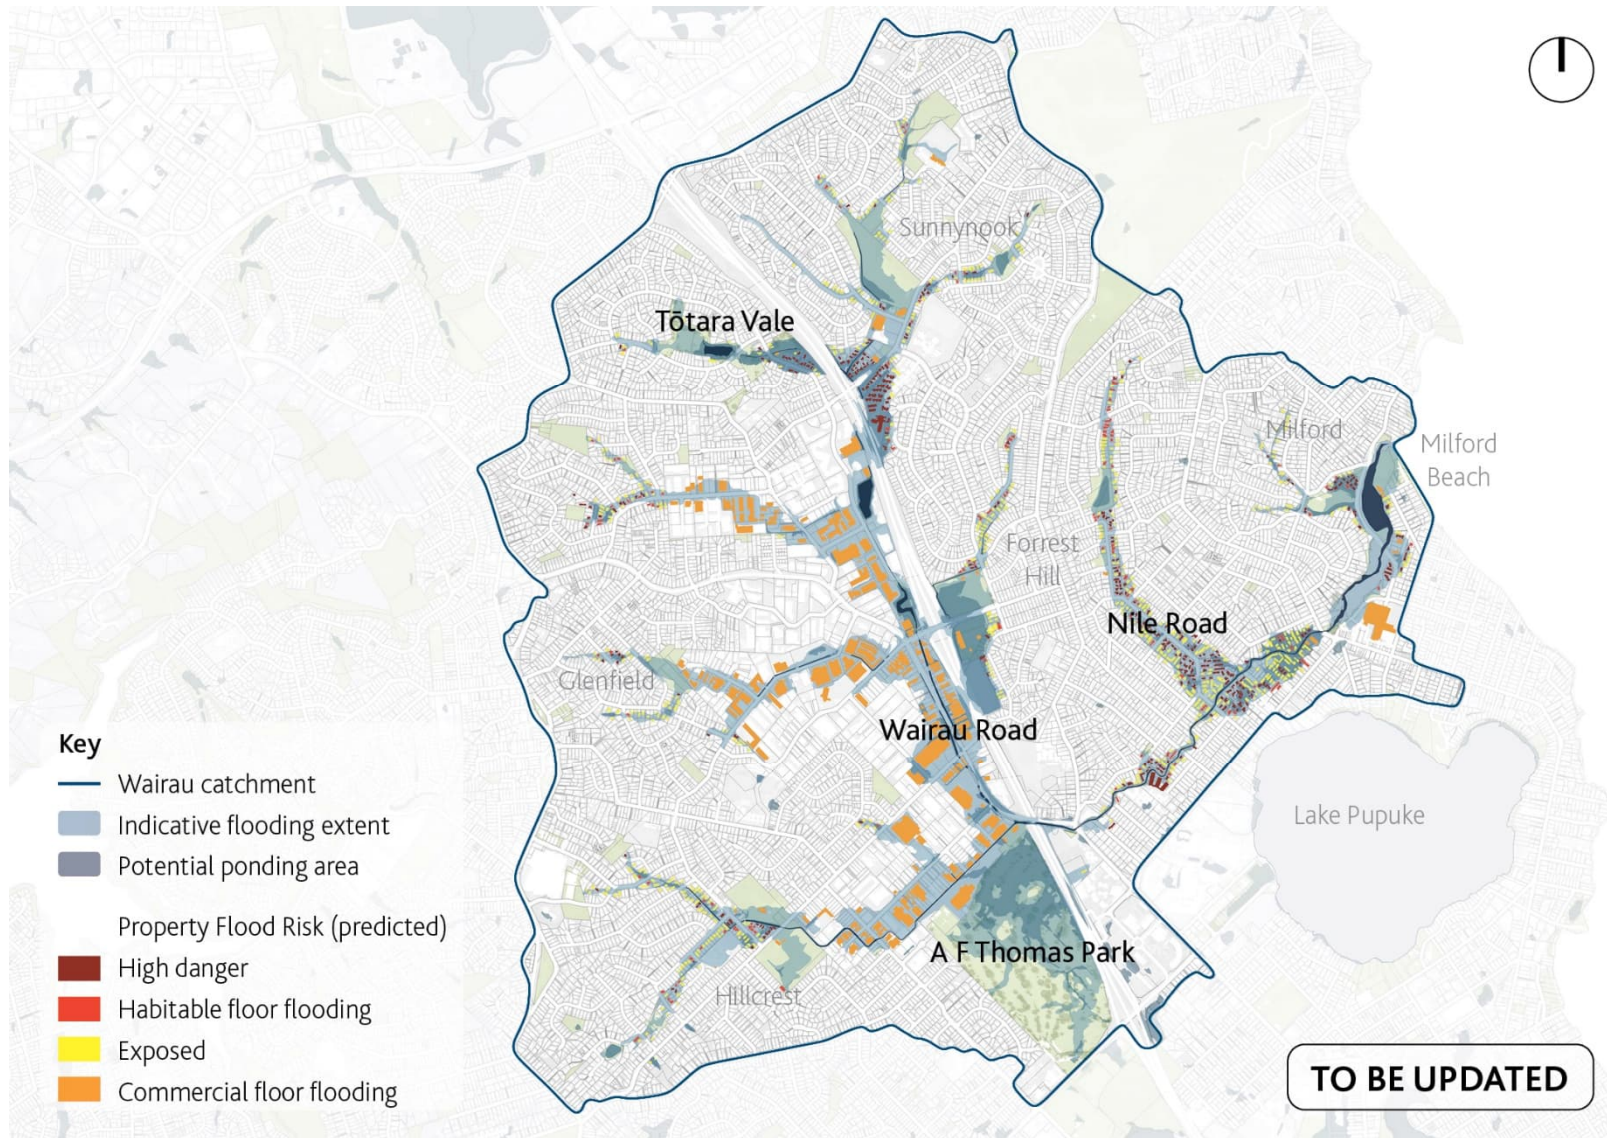 Sunnynook
Tōtara Vale
Milford
Milford
Beach
Forrest
Hill
Nile Road
Glenfield
Wairau Road
Lake Pupuke
A F Thomas Park
Hillcrest
Key
Wairau catchment
Indicative flooding extent
Potential ponding area
Property Flood Risk (predicted)
High danger
Habitable floor flooding
Exposed
Commercial floor flooding
TO BE UPDATED